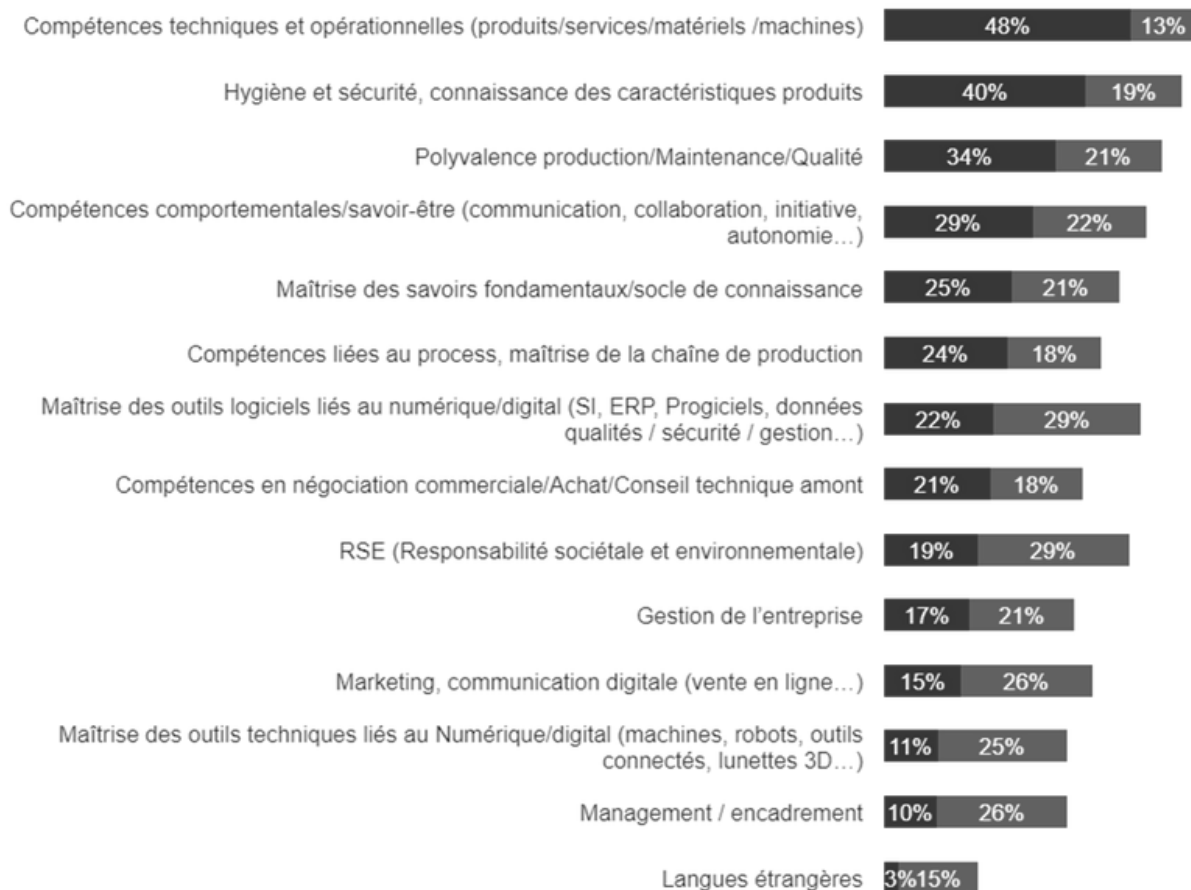 Compétences techniques et opérationnelles (produits/services/matériels /machines) 48% 13%
Hygiène et sécurité, connaissance des caractéristiques produits 40% 19%
Polyvalence production/Maintenance/Qualité 34% 21%
Compétences comportementales/savoir-être (communication, collaboration, initiative,
autonomie…) 29% 22%
Maîtrise des savoirs fondamentaux/socle de connaissance 25% 21%
Compétences liées au process, maîtrise de la chaîne de production 24% 18%
Maîtrise des outils logiciels liés au numérique/digital (SI, ERP, Progiciels, données
qualités / sécurité / gestion…) 22% 29%
Compétences en négociation commerciale/Achat/Conseil technique amont 21% 18%
RSE (Responsabilité sociétale et environnementale) 19% 29%
Gestion de l'entreprise 17% 21%
Marketing, communication digitale (vente en ligne…) 15% 26%
Maîtrise des outils techniques liés au Numérique/digital (machines, robots, outils
connectés, lunettes 3D…) 11% 25%
Management / encadrement 10% 26%
Langues étrangères 3% 15%